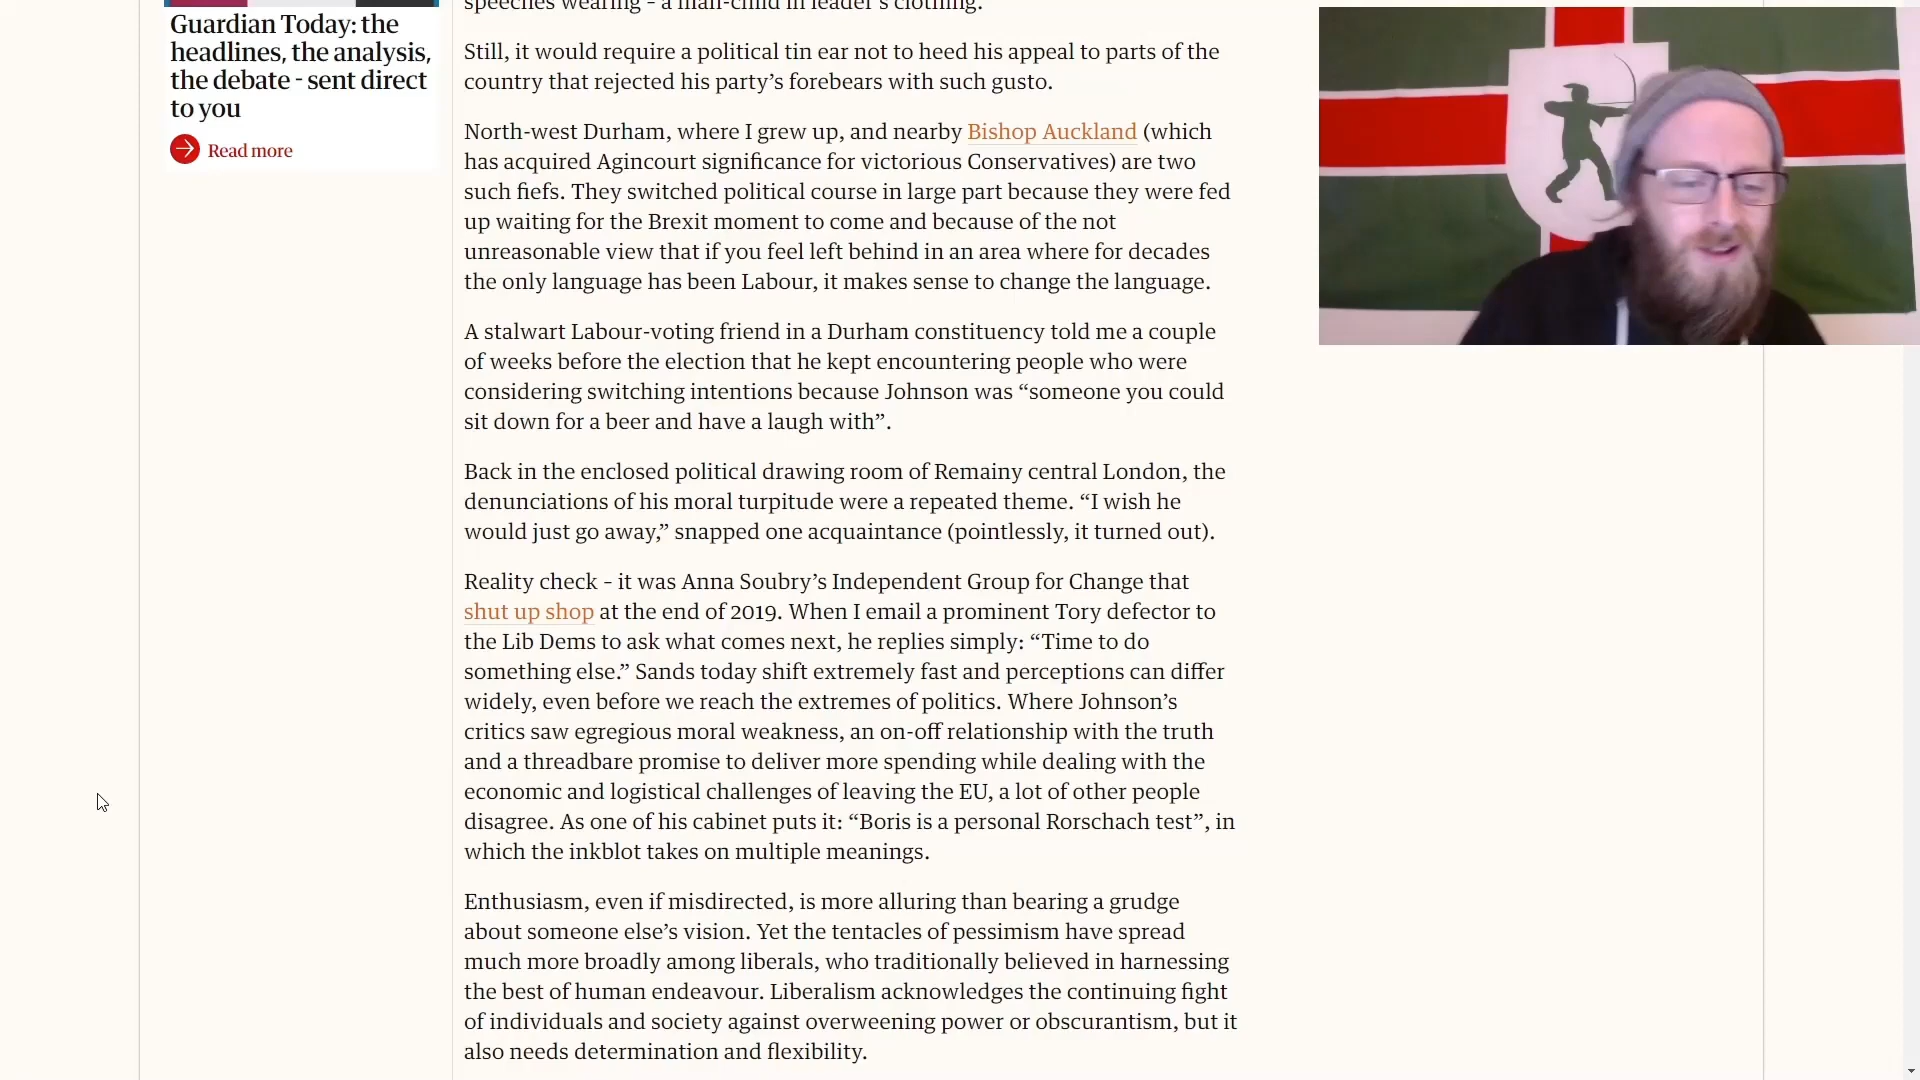 Guardian Today: the
headlines, the analysis,
the debate - sent direct
to you
Read more
speeches wearing – a man-child in leader's clothing.
Still, it would require a political tin ear not to heed his appeal to parts of the
country that rejected his party’s forebears with such gusto.
North-west Durham, where I grew up, and nearby Bishop Auckland (which
has acquired Agincourt significance for victorious Conservatives) are two
such fiefs. They switched political course in large part because they were fed
up waiting for the Brexit moment to come and because of the not
unreasonable view that if you feel left behind in an area where for decades
the only language has been Labour, it makes sense to change the language.
A stalwart Labour-voting friend in a Durham constituency told me a couple
of weeks before the election that he kept encountering people who were
considering switching intentions because Johnson was “someone you could
sit down for a beer and have a laugh with”.
Back in the enclosed political drawing room of Remainy central London, the
denunciations of his moral turpitude were a repeated theme. “I wish he
would just go away,” snapped one acquaintance (pointlessly, it turned out).
Reality check – it was Anna Soubry’s Independent Group for Change that
shut up shop at the end of 2019. When I email a prominent Tory defector to
the Lib Dems to ask what comes next, he replies simply: “Time to do
something else.” Sands today shift extremely fast and perceptions can differ
widely, even before we reach the extremes of politics. Where Johnson’s
critics saw egregious moral weakness, an on-off relationship with the truth
and a threadbare promise to deliver more spending while dealing with the
economic and logistical challenges of leaving the EU, a lot of other people
disagree. As one of his cabinet puts it: “Boris is a personal Rorschach test”, in
which the inkblot takes on multiple meanings.
Enthusiasm, even if misdirected, is more alluring than bearing a grudge
about someone else’s vision. Yet the tentacles of pessimism have spread
much more broadly among liberals, who traditionally believed in harnessing
the best of human endeavour. Liberalism acknowledges the continuing fight
of individuals and society against overweening power or obscurantism, but it
also needs determination and flexibility.